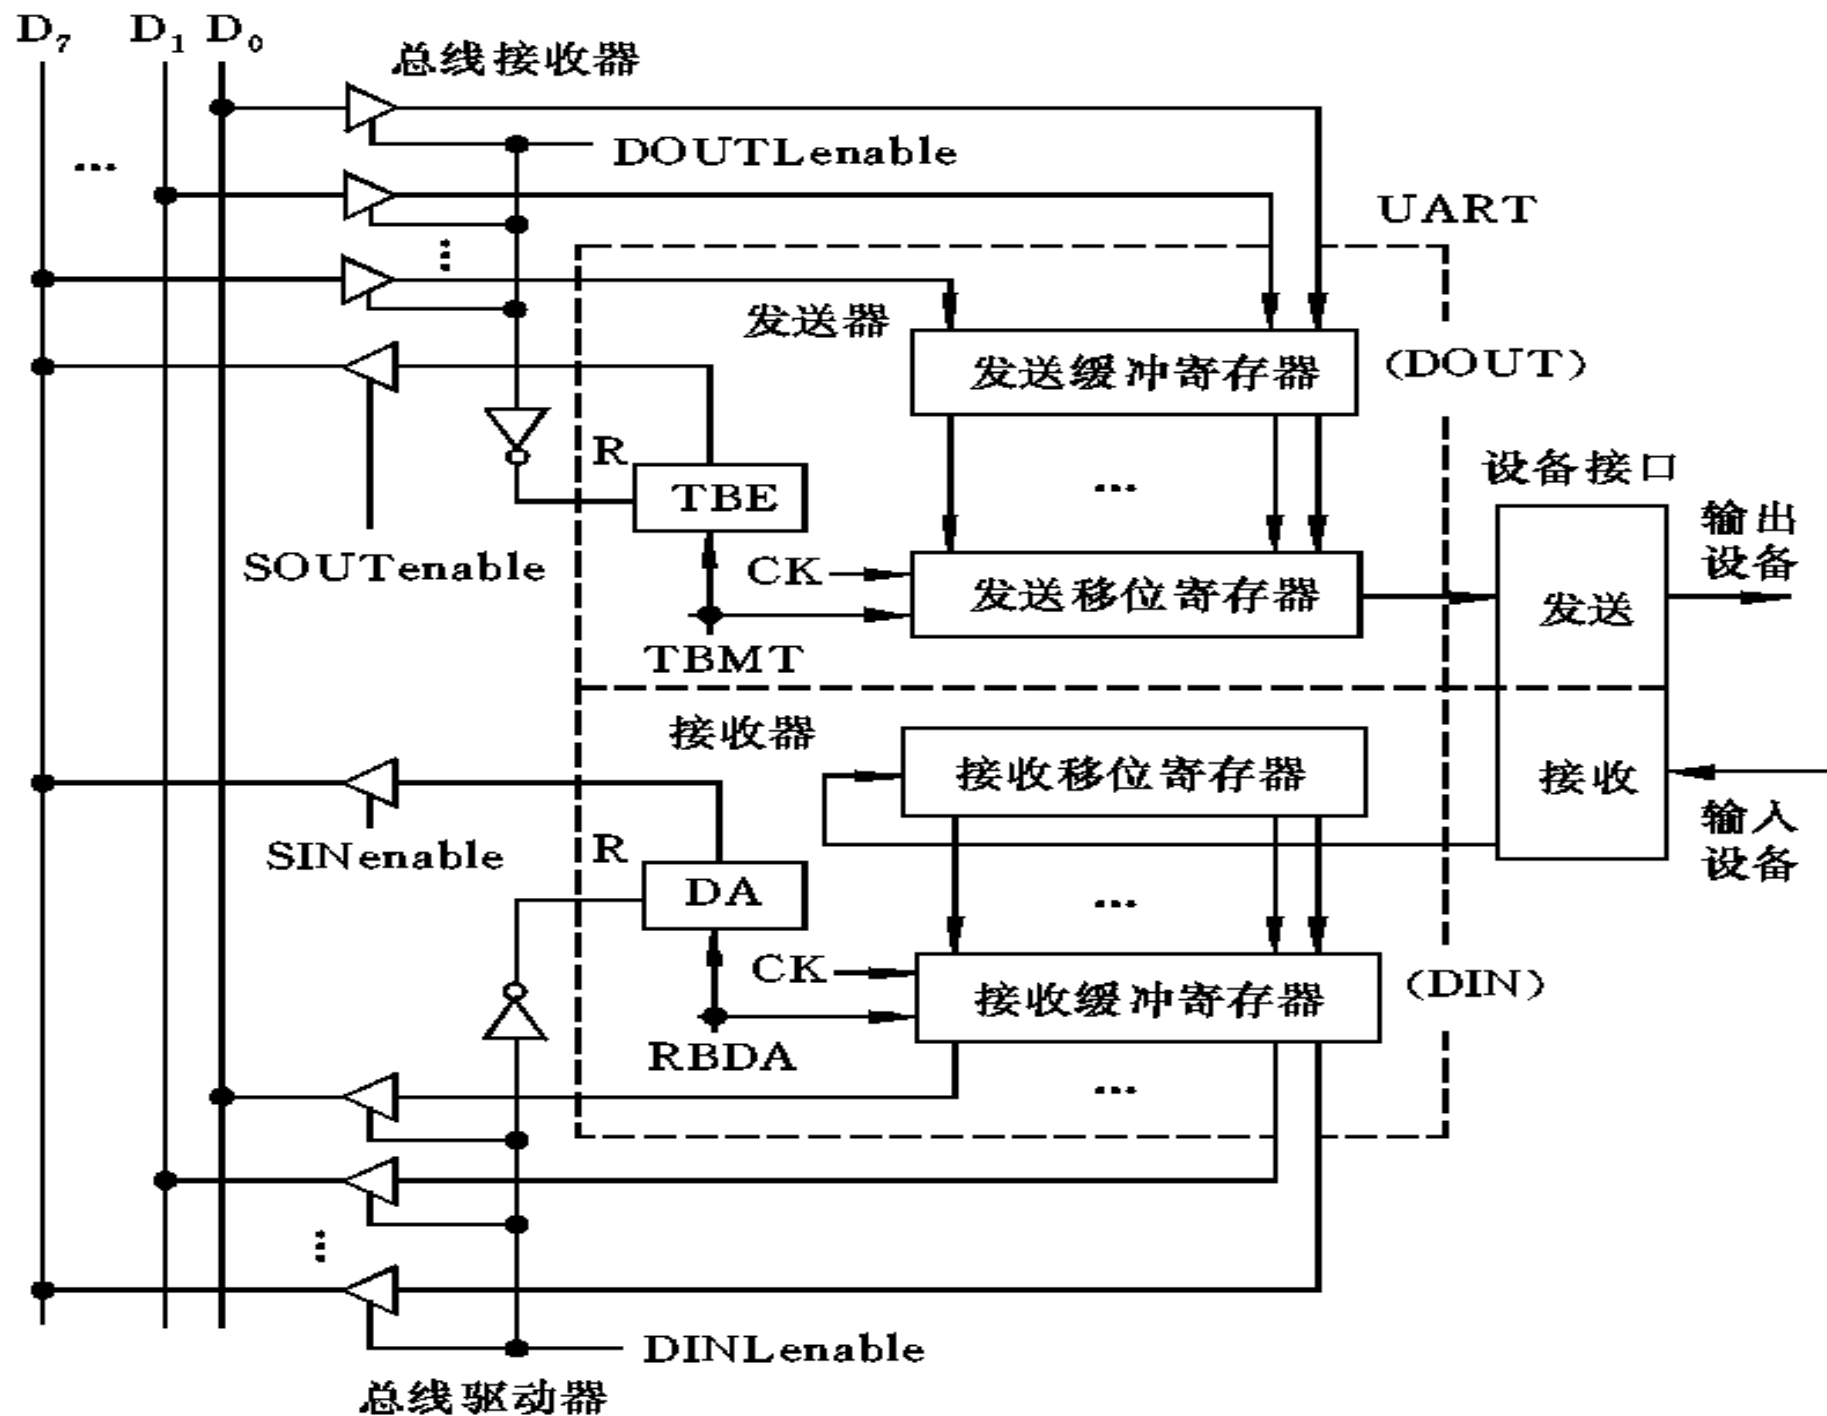 D₇ D₁ D₀
总线接收器
DOUTLenable
...
UART
...
发送器
发送缓冲寄存器
(DOUT)
R
TBE
...
设备接口
输出
设备
SOUTenable
CK
发送移位寄存器
发送
TBMT
接收器
接收移位寄存器
接收
输入
设备
SINenable
R
DA
...
CK
接收缓冲寄存器
(DIN)
RBDA
...
...
DINLenable
总线驱动器